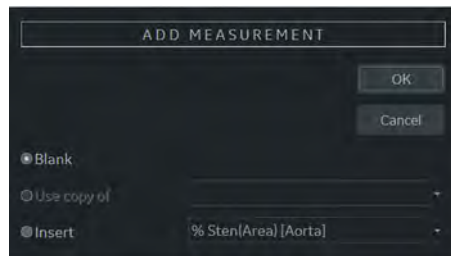 ADD MEASUREMENT
OK
Cancel
Blank
Use copy of
Insert % Sten(Area) [Aorta]